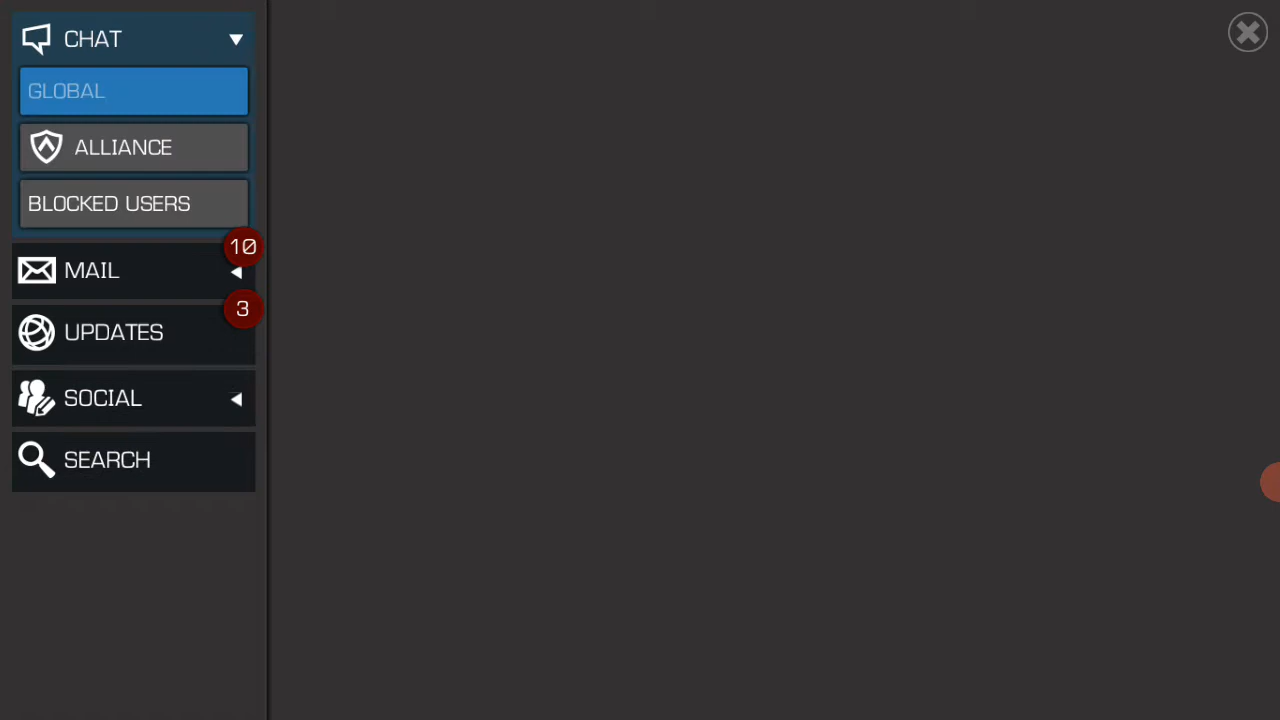 CHAT
GLOBAL
ALLIANCE
BLOCKED USERS
10
MAIL
3
UPDATES
SOCIAL
SEARCH